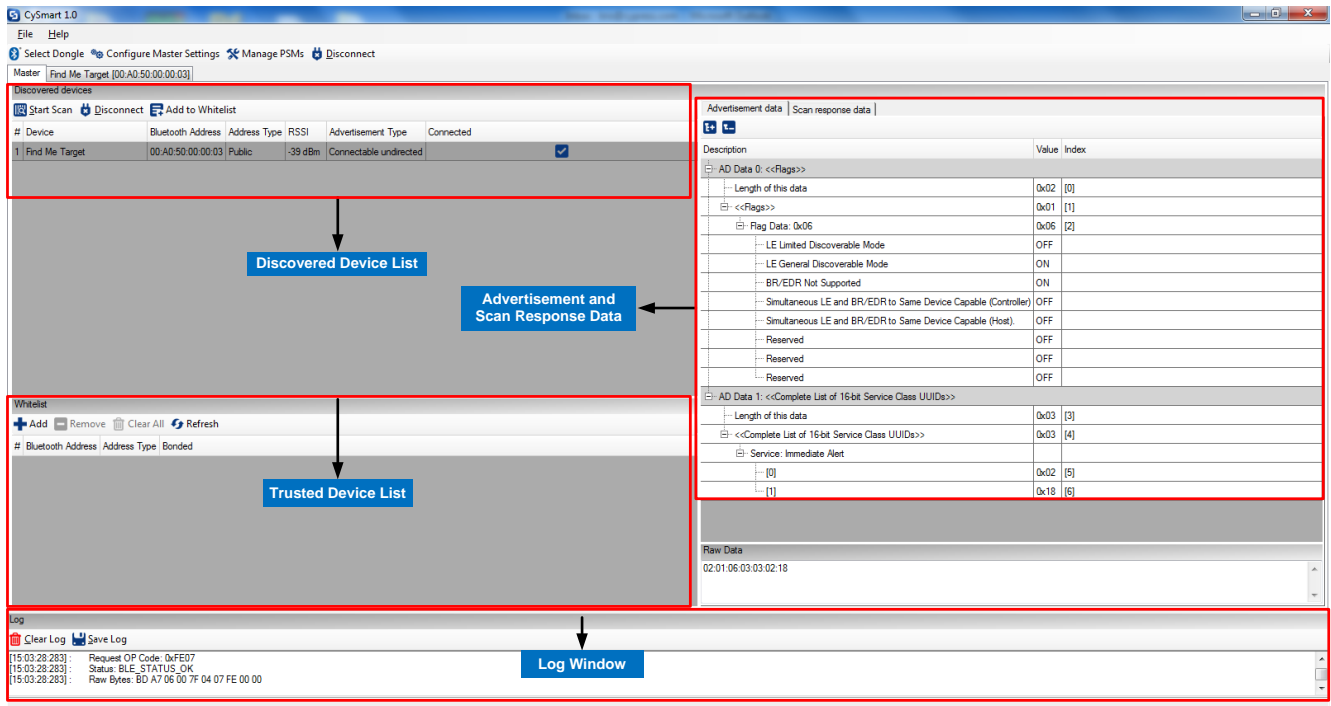 CySmart 1.0
File Help
Select Dongle Configure Master Settings Manage PSMs Disconnect
Master Find Me Target [00:A0:50:00:00:03]
Discovered devices
Start Scan Disconnect Add to Whitelist
# Device Bluetooth Address Address Type RSSI Advertisement Type Connected
1 Find Me Target 00:A0:50:00:00:03 Public -39 dBm Connectable undirected
Discovered Device List
Advertisement and
Scan Response Data
Whitelist
Add Remove Clear All Refresh
# Bluetooth Address Address Type Bonded
Trusted Device List
Advertisement data Scan response data
Description Value Index
AD Data 0: <<Flags>>
Length of this data 0x02 [0]
<<Flags>> 0x01 [1]
Flag Data: 0x06 0x06 [2]
LE Limited Discoverable Mode OFF
LE General Discoverable Mode ON
BR/EDR Not Supported ON
Simultaneous LE and BR/EDR to Same Device Capable (Controller) OFF
Simultaneous LE and BR/EDR to Same Device Capable (Host). OFF
Reserved OFF
Reserved OFF
Reserved OFF
AD Data 1: <<Complete List of 16-bit Service Class UUIDs>>
Length of this data 0x03 [3]
<<Complete List of 16-bit Service Class UUIDs>> 0x03 [4]
Service: Immediate Alert
[0] 0x02 [5]
[1] 0x18 [6]
Raw Data
02:01:06:03:03:02:18
Log
Clear Log Save Log
[15:03:28:283] : Request OP Code: 0xFE07
[15:03:28:283] : Status: BLE_STATUS_OK
[15:03:28:283] : Raw Bytes: BD A7 06 00 7F 04 07 FE 00 00
Log Window